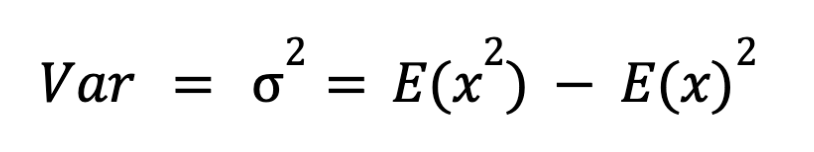 Var = σ² = E(x²) − E(x)²